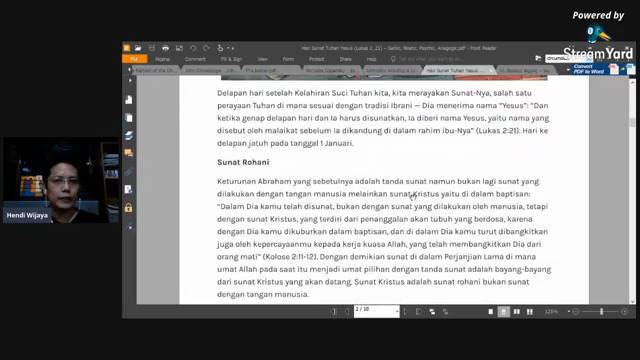 Powered by
StreamYard
Hari Sunat Tuhan Yesus (Lukas 2_21)
File
Hari Sunat Tuhan Yesus
Convert
PDF to Word
Delapan hari setelah Kelahiran Suci Tuhan kita, kita merayakan Sunat-Nya, salah satu
perayaan Tuhan di mana sesuai dengan tradisi Ibrani — Dia menerima nama "Yesus": "Dan
ketika genap delapan hari dan Ia harus disunatkan, Ia diberi nama Yesus, yaitu nama yang
disebut oleh malaikat sebelum Ia dikandung di dalam rahim ibu-Nya" (Lukas 2:21). Hari ke
delapan jatuh pada tanggal 1 Januari.
Sunat Rohani
Keturunan Abraham yang sebetulnya adalah tanda sunat namun bukan lagi sunat yang
dilakukan dengan tangan manusia melainkan sunat Kristus yaitu di dalam baptisan:
"Dalam Dia kamu telah disunat, bukan dengan sunat yang dilakukan oleh manusia, tetapi
dengan sunat Kristus, yang terdiri dari penanggalan akan tubuh yang berdosa, karena
dengan Dia kamu dikuburkan dalam baptisan, dan di dalam Dia kamu turut dibangkitkan
juga oleh kepercayaanmu kepada kerja kuasa Allah, yang telah membangkitkan Dia dari
orang mati" (Kolose 2:11-12). Dengan demikian sunat di dalam Perjanjian Lama di mana
umat Allah pada saat itu menjadi umat pilihan dengan tanda sunat adalah bayang-bayang
dari sunat Kristus yang akan datang. Sunat Kristus adalah sunat rohani bukan sunat
dengan tangan manusia.
Hendi Wijaya
2 / 10